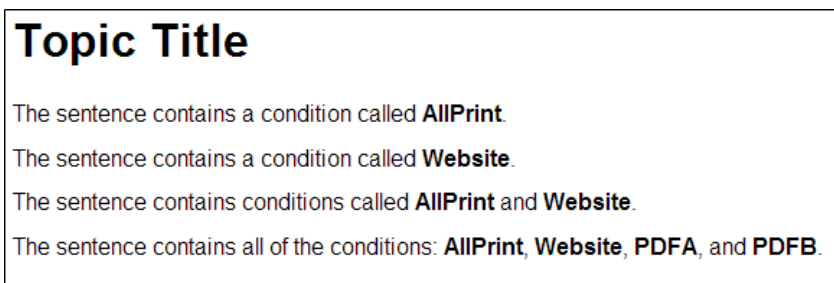 Topic Title
The sentence contains a condition called AllPrint.
The sentence contains a condition called Website.
The sentence contains conditions called AllPrint and Website.
The sentence contains all of the conditions: AllPrint, Website, PDFA, and PDFB.